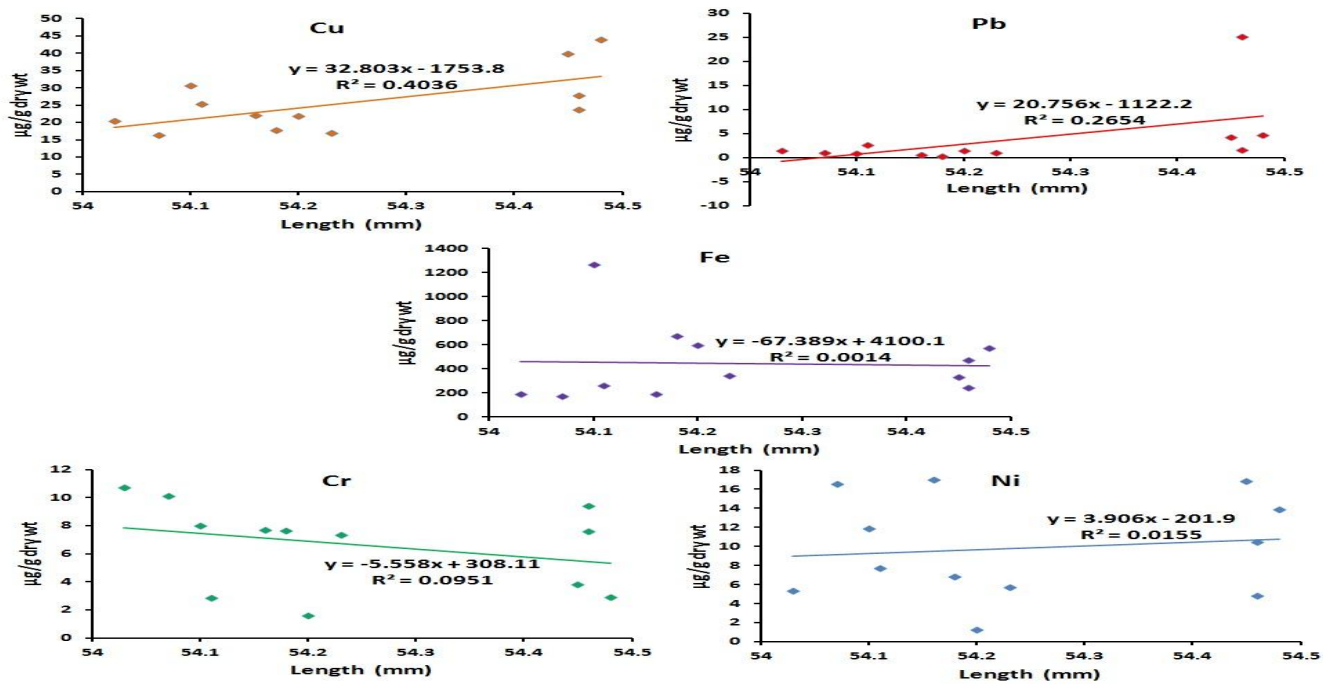 Cu
µg/g dry wt
50
45
40
35
30
25
20
15
10
5
0
y = 32.803x - 1753.8
R² = 0.4036
54 54.1 54.2 54.3 54.4 54.5
Length (mm)
Pb
µg/g dry wt
30
25
20
15
10
5
0
-5
-10
y = 20.756x - 1122.2
R² = 0.2654
54 54.1 54.2 54.3 54.4 54.5
Length (mm)
Fe
µg/g dry wt
1400
1200
1000
800
600
400
200
0
y = -67.389x + 4100.1
R² = 0.0014
54 54.1 54.2 54.3 54.4 54.5
Length (mm)
Cr
µg/g dry wt
12
10
8
6
4
2
0
y = -5.558x + 308.11
R² = 0.0951
54 54.1 54.2 54.3 54.4 54.5
Length (mm)
Ni
µg/g dry wt
18
16
14
12
10
8
6
4
2
0
y = 3.906x - 201.9
R² = 0.0155
54 54.1 54.2 54.3 54.4 54.5
Length (mm)